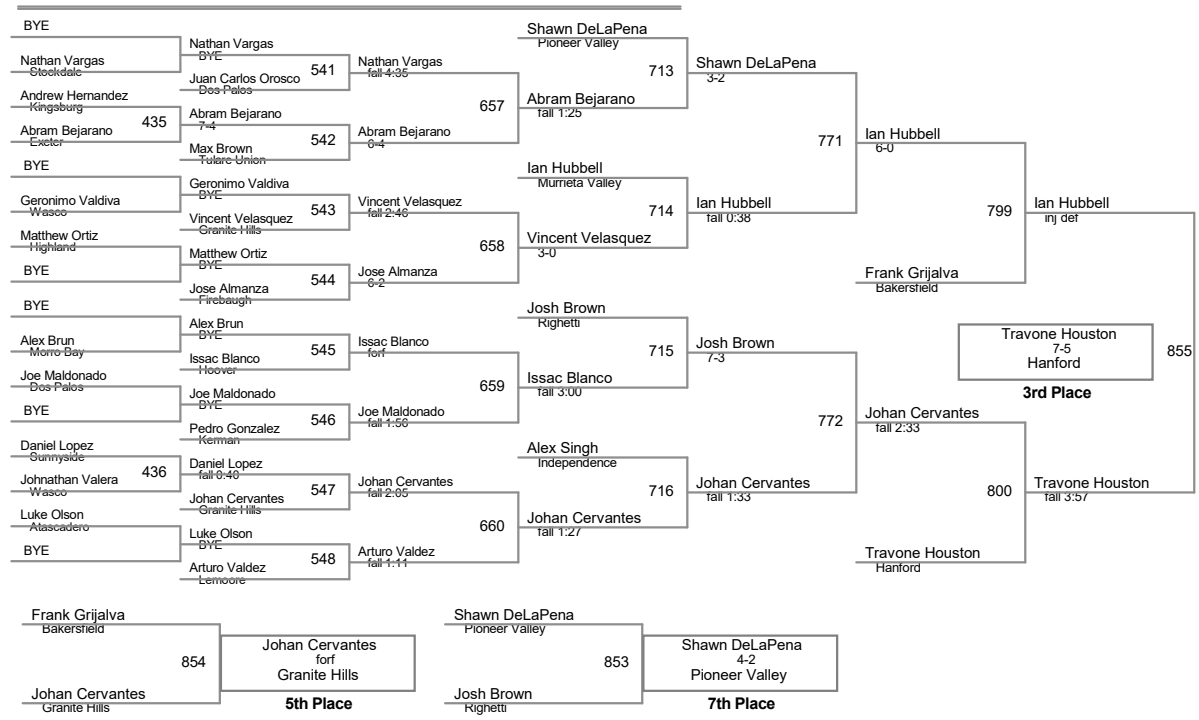 BYE
Nathan Vargas
Stockdale
Andrew Hernandez
Kingsburg
435
Abram Bejarano
Exeter
BYE
Geronimo Valdiva
Wasco
Matthew Ortiz
Highland
BYE
BYE
Alex Brun
Morro Bay
Joe Maldonado
Dos Palos
BYE
Daniel Lopez
Sunnyside
436
Johnathan Valera
Wasco
Luke Olson
Atascadero
BYE
Nathan Vargas
BYE
541
Juan Carlos Orosco
Dos Palos
Abram Bejarano
7-4
542
Max Brown
Tulare Union
Geronimo Valdiva
BYE
543
Vincent Velasquez
Granite Hills
Matthew Ortiz
BYE
544
Jose Almanza
Firebaugh
Alex Brun
BYE
545
Issac Blanco
Hoover
Joe Maldonado
BYE
546
Pedro Gonzalez
Kerman
Daniel Lopez
fall 0:40
547
Johan Cervantes
Granite Hills
Luke Olson
BYE
548
Arturo Valdez
Lemoore
Nathan Vargas
fall 4:35
657
Abram Bejarano
6-4
Vincent Velasquez
fall 2:46
658
Jose Almanza
6-2
Issac Blanco
forf
659
Joe Maldonado
fall 1:56
Johan Cervantes
fall 2:05
660
Arturo Valdez
fall 1:11
Shawn DeLaPena
Pioneer Valley
713
Abram Bejarano
fall 1:25
Ian Hubbell
Murrieta Valley
714
Vincent Velasquez
3-0
Josh Brown
Righetti
715
Issac Blanco
fall 3:00
Alex Singh
Independence
716
Johan Cervantes
fall 1:27
Shawn DeLaPena
3-2
771
Ian Hubbell
fall 0:38
Josh Brown
7-3
772
Johan Cervantes
fall 1:33
Ian Hubbell
6-0
799
Frank Grijalva
Bakersfield
Johan Cervantes
fall 2:33
800
Travone Houston
Hanford
Ian Hubbell
inj def
855
Travone Houston
fall 3:57
Travone Houston
7-5
Hanford
3rd Place
Frank Grijalva
Bakersfield
854
Johan Cervantes
Granite Hills
Johan Cervantes
forf
Granite Hills
5th Place
Shawn DeLaPena
Pioneer Valley
853
Josh Brown
Righetti
Shawn DeLaPena
4-2
Pioneer Valley
7th Place